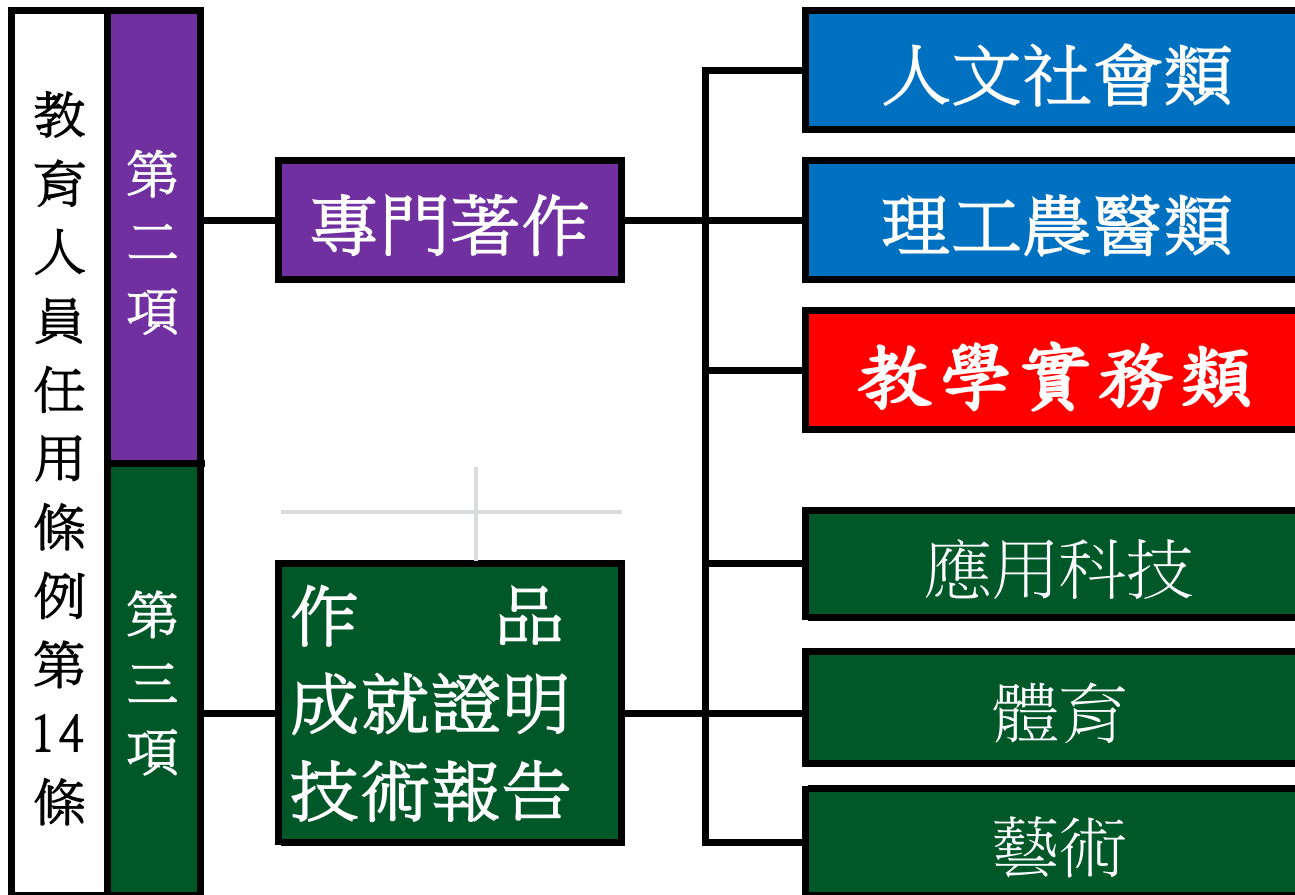 教育人員任用條例第14條
第二項
專門著作
人文社會類
理工農醫類
教學實務類
第三項
作　　品
成就證明
技術報告
應用科技
體育
藝術